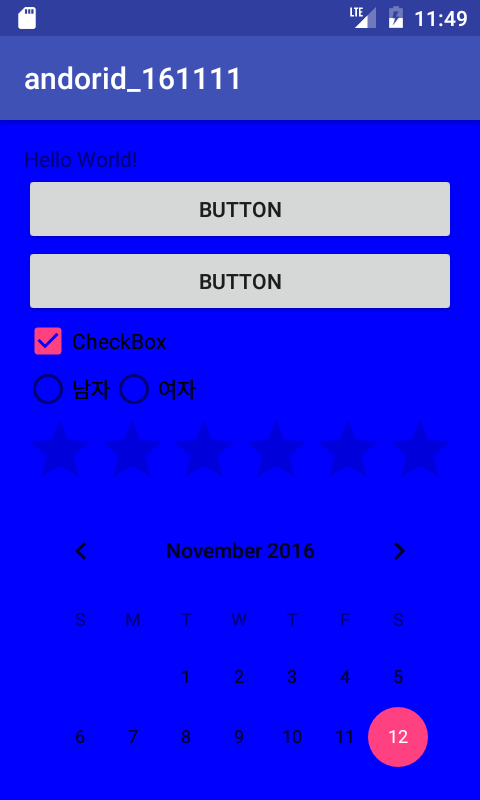 LTE 11:49
andorid_161111
Hello World!
BUTTON
BUTTON
CheckBox
남자 여자
November 2016
S M T W T F S
1 2 3 4 5
6 7 8 9 10 11 12